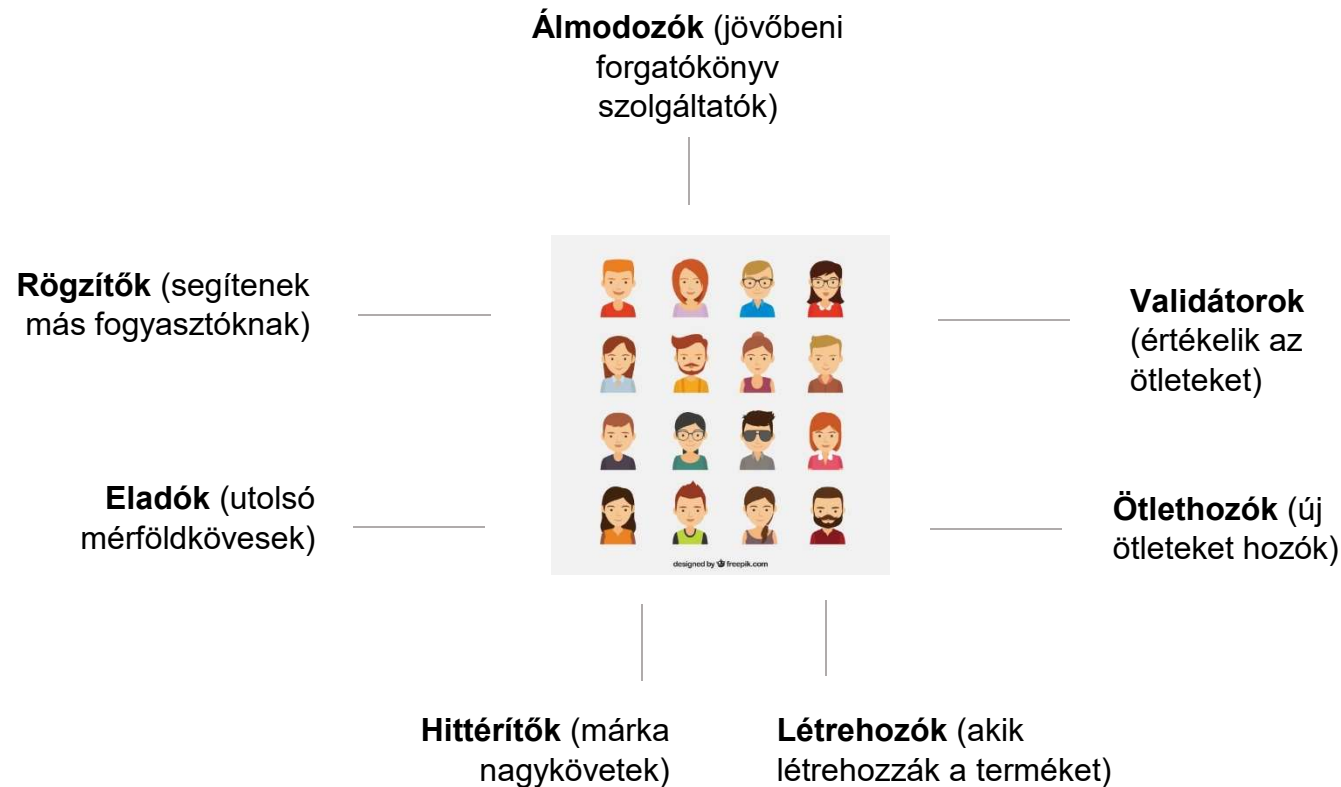 Álmodozók (jövőbeni
forgatókönyv
szolgáltatók)
Rögzítők (segítenek
más fogyasztóknak)
Validátorok
(értékelik az
ötleteket)
Eladók (utolsó
mérföldkövesek)
Ötlethozók (új
ötleteket hozók)
designed by freepik.com
Hittérítők (márka
nagykövetek)
Létrehozók (akik
létrehozzák a terméket)